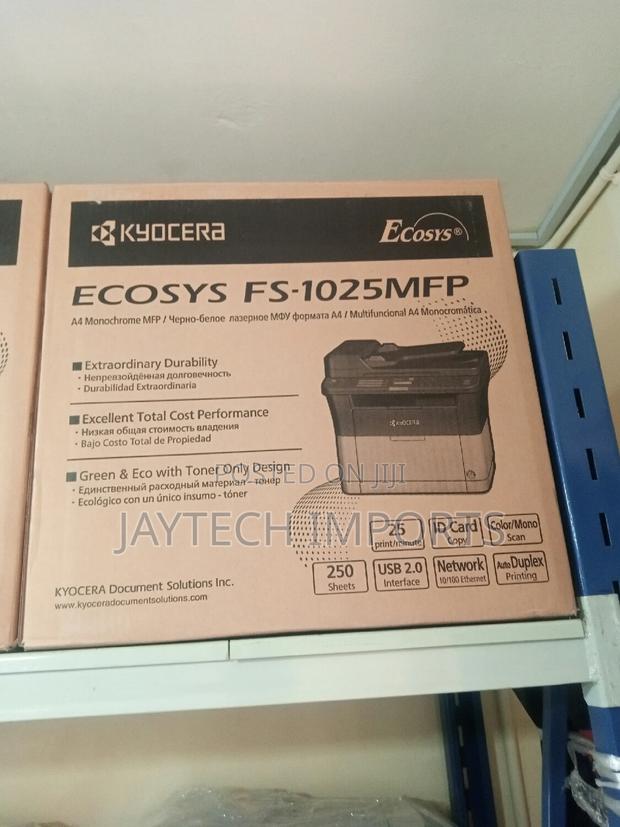 KYOCERA
ECOSYS®
ECOSYS FS-1025MFP
A4 Monochrome MFP / Черно-белое лазерное МФУ формата А4 / Multifuncional A4 Monocromática
Extraordinary Durability
• Непревзойдённая долговечность
• Durabilidad Extraordinaria
Excellent Total Cost Performance
• Низкая общая стоимость владения
• Bajo Costo Total de Propiedad
Green & Eco with Toner Only Design
• Единственный расходный материал - тонер
• Ecológico con un único insumo - tóner
KYOCERA
POSTED ON JIJI
JAYTECH IMPORTS
25
print/minute
ID Card
Copy
Color/Mono
Scan
250
Sheets
USB 2.0
Interface
Network
10/100 Ethernet
Auto Duplex
Printing
KYOCERA Document Solutions Inc.
www.kyoceradocumentsolutions.com